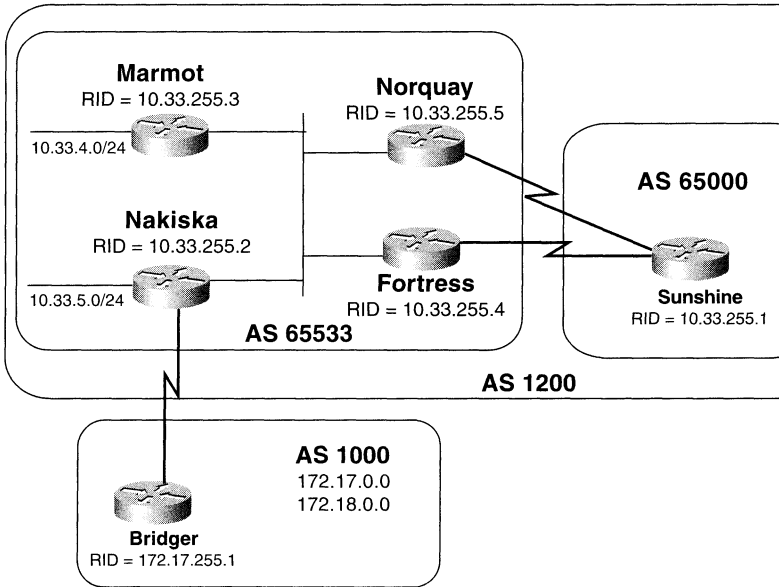 Marmot
RID = 10.33.255.3
10.33.4.0/24
Norquay
RID = 10.33.255.5
Nakiska
RID = 10.33.255.2
10.33.5.0/24
Fortress
RID = 10.33.255.4
AS 65533
AS 65000
Sunshine
RID = 10.33.255.1
AS 1200
AS 1000
172.17.0.0
172.18.0.0
Bridger
RID = 172.17.255.1